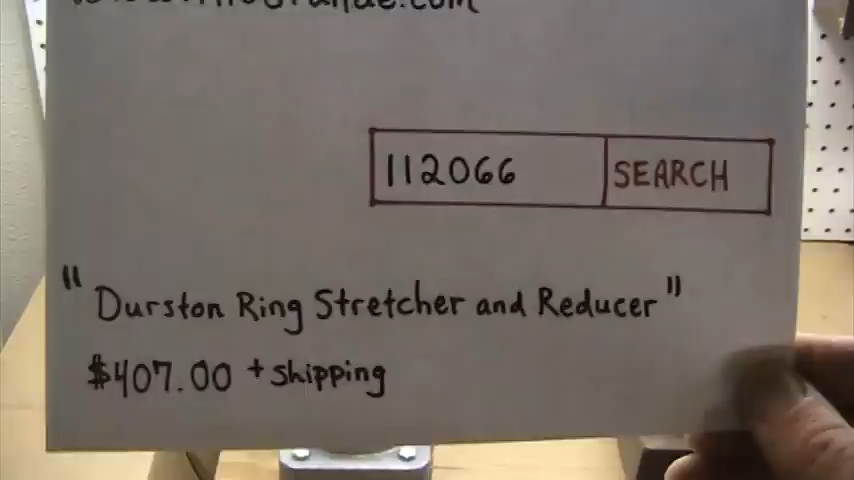 112066 SEARCH
"Durston Ring Stretcher and Reducer"
$407.00 + shipping